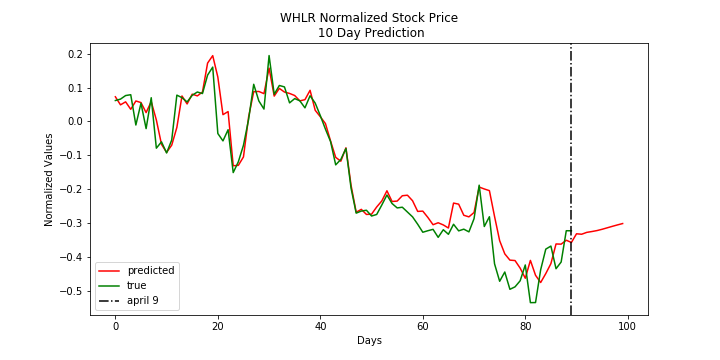 WHLR Normalized Stock Price
10 Day Prediction
Normalized Values
0.2
0.1
0.0
−0.1
−0.2
−0.3
−0.4
−0.5
predicted
true
april 9
0
20
40
60
80
100
Days